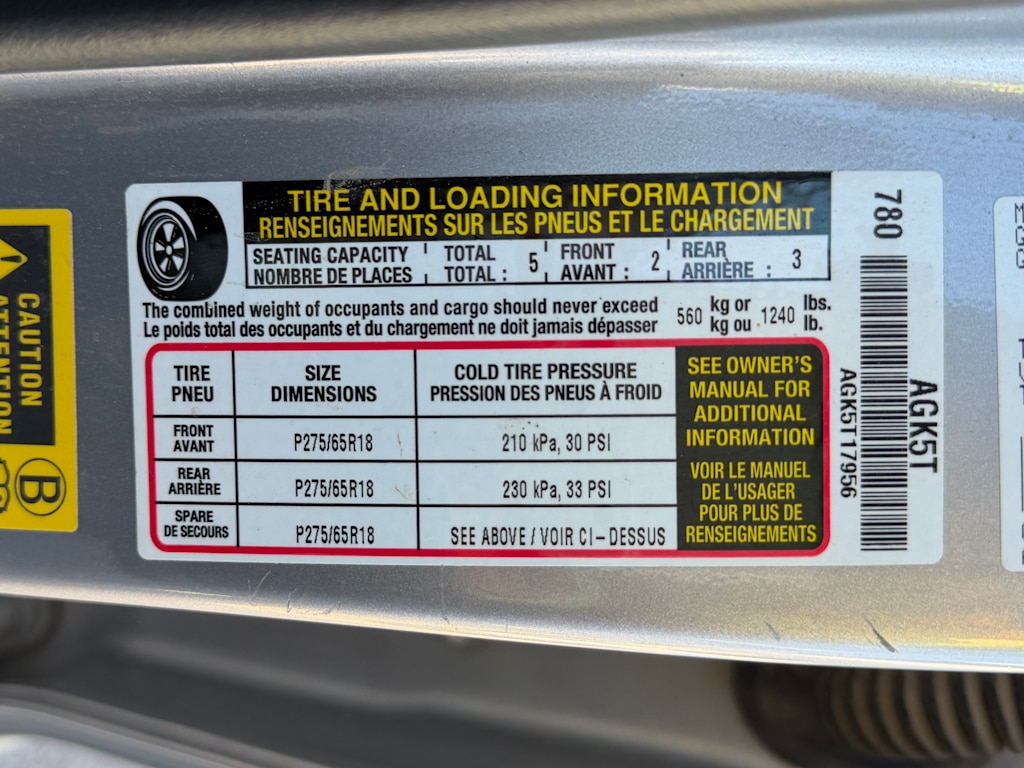 TIRE AND LOADING INFORMATION
RENSEIGNEMENTS SUR LES PNEUS ET LE CHARGEMENT
SEATING CAPACITY TOTAL FRONT REAR
NOMBRE DE PLACES TOTAL : 5 AVANT : 2 ARRIÈRE : 3
The combined weight of occupants and cargo should never exceed 560 kg or 1240 lbs.
Le poids total des occupants et du chargement ne doit jamais dépasser kg ou lb.
TIRE SIZE COLD TIRE PRESSURE
PNEU DIMENSIONS PRESSION DES PNEUS À FROID
FRONT
AVANT P275/65R18 210 kPa, 30 PSI
REAR
ARRIÈRE P275/65R18 230 kPa, 33 PSI
SPARE
DE SECOURS P275/65R18 SEE ABOVE / VOIR CI-DESSUS
SEE OWNER'S
MANUAL FOR
ADDITIONAL
INFORMATION
VOIR LE MANUEL
DE L'USAGER
POUR PLUS DE
RENSEIGNEMENTS
780
AGK5T17956
AGK5T
CAUTION
ATTENTION
B